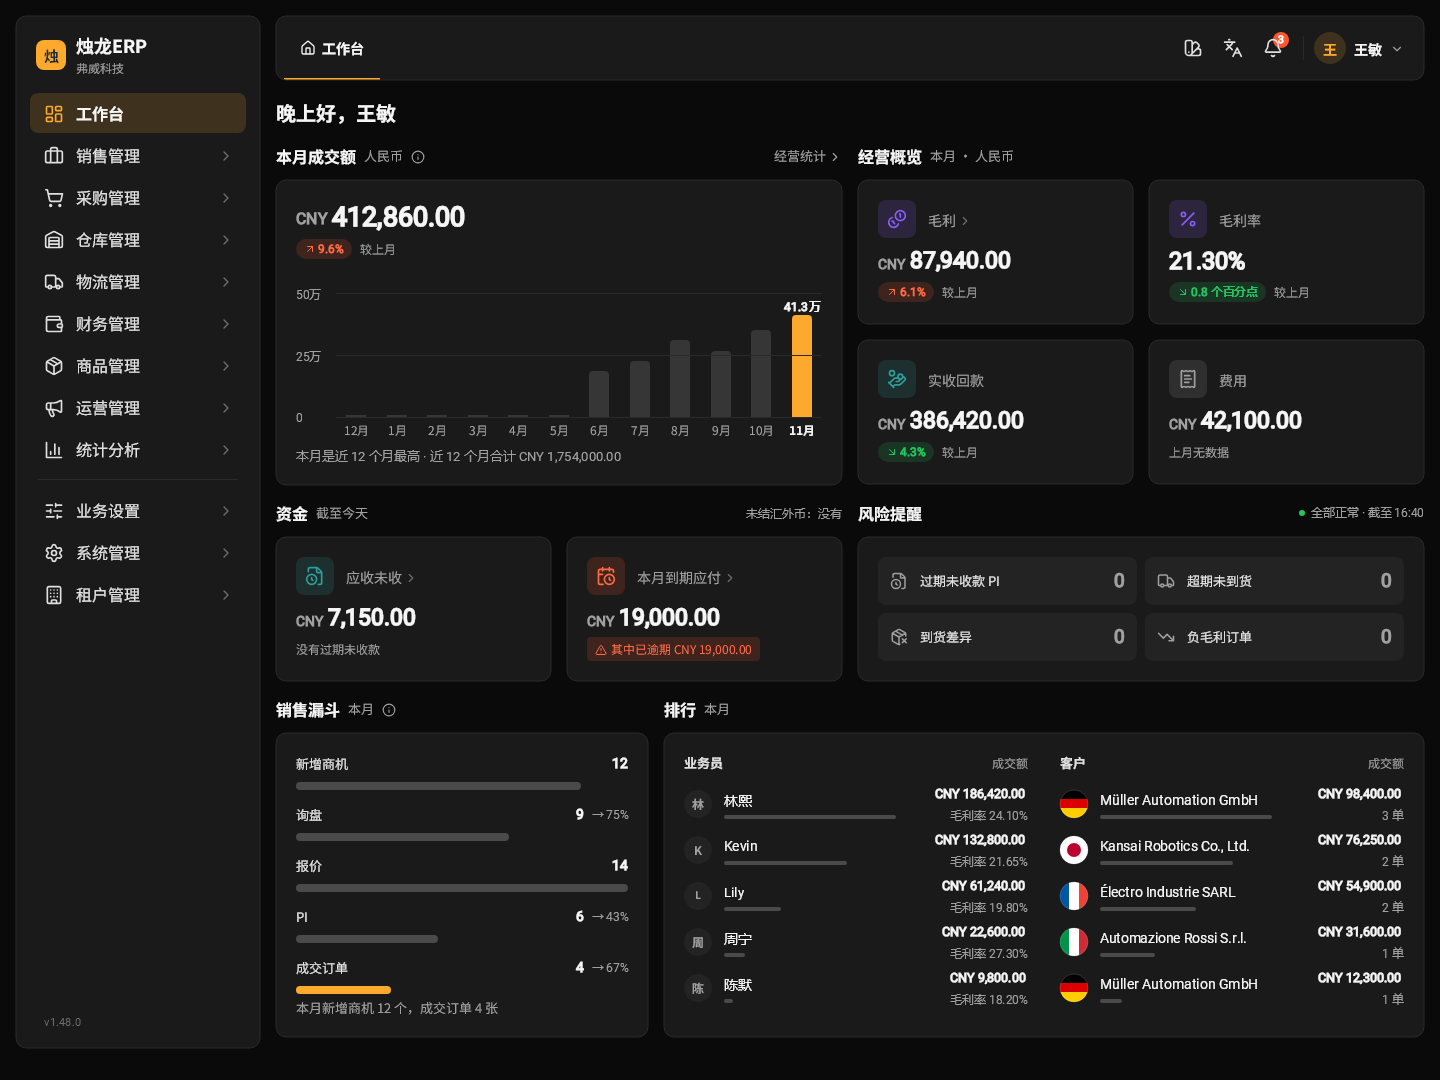 烛
烛龙ERP
弗威科技
工作台
销售管理
采购管理
仓库管理
物流管理
财务管理
商品管理
运营管理
统计分析
业务设置
系统管理
租户管理
v1.48.0
工作台
3
王
王敏
晚上好，王敏
本月成交额 人民币
经营统计
CNY 412,860.00
9.6% 较上月
50万
25万
0
41.3万
12月 1月 2月 3月 4月 5月 6月 7月 8月 9月 10月 11月
本月是近 12 个月最高 · 近 12 个月合计 CNY 1,754,000.00
经营概览 本月 · 人民币
毛利
CNY 87,940.00
6.1% 较上月
毛利率
21.30%
0.8 个百分点 较上月
实收回款
CNY 386,420.00
4.3% 较上月
费用
CNY 42,100.00
上月无数据
资金 截至今天
未结汇外币：没有
应收未收
CNY 7,150.00
没有过期未收款
本月到期应付
CNY 19,000.00
其中已逾期 CNY 19,000.00
风险提醒
全部正常 · 截至 16:40
过期未收款 PI 0
超期未到货 0
到货差异 0
负毛利订单 0
销售漏斗 本月
新增商机 12
询盘 9 →75%
报价 14
PI 6 →43%
成交订单 4 →67%
本月新增商机 12 个，成交订单 4 张
排行 本月
业务员 成交额
林 林熙 CNY 186,420.00
毛利率 24.10%
K Kevin CNY 132,800.00
毛利率 21.65%
L Lily CNY 61,240.00
毛利率 19.80%
周 周宁 CNY 22,600.00
毛利率 27.30%
陈 陈默 CNY 9,800.00
毛利率 18.20%
客户 成交额
Müller Automation GmbH CNY 98,400.00
3 单
Kansai Robotics Co., Ltd. CNY 76,250.00
2 单
Électro Industrie SARL CNY 54,900.00
2 单
Automazione Rossi S.r.l. CNY 31,600.00
1 单
Müller Automation GmbH CNY 12,300.00
1 单